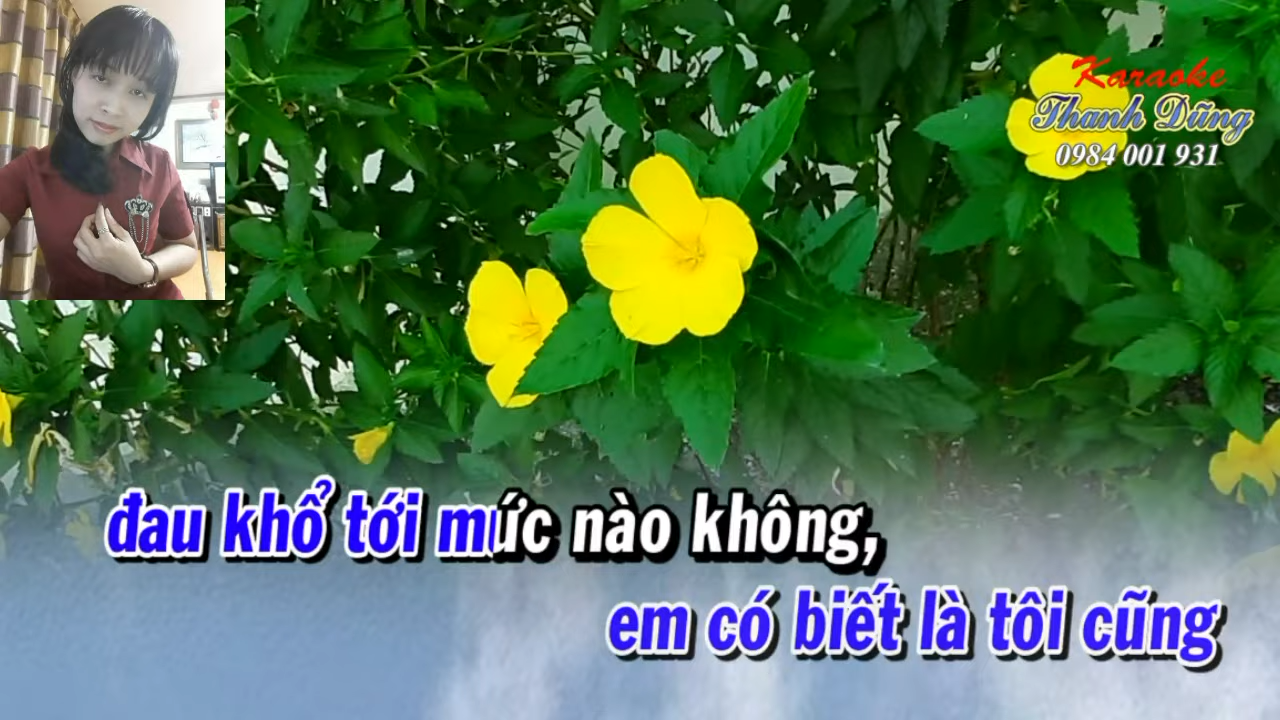 Karaoke
Thanh Dũng
0984 001 931
đau khổ tới mức nào không,
em có biết là tôi cũng